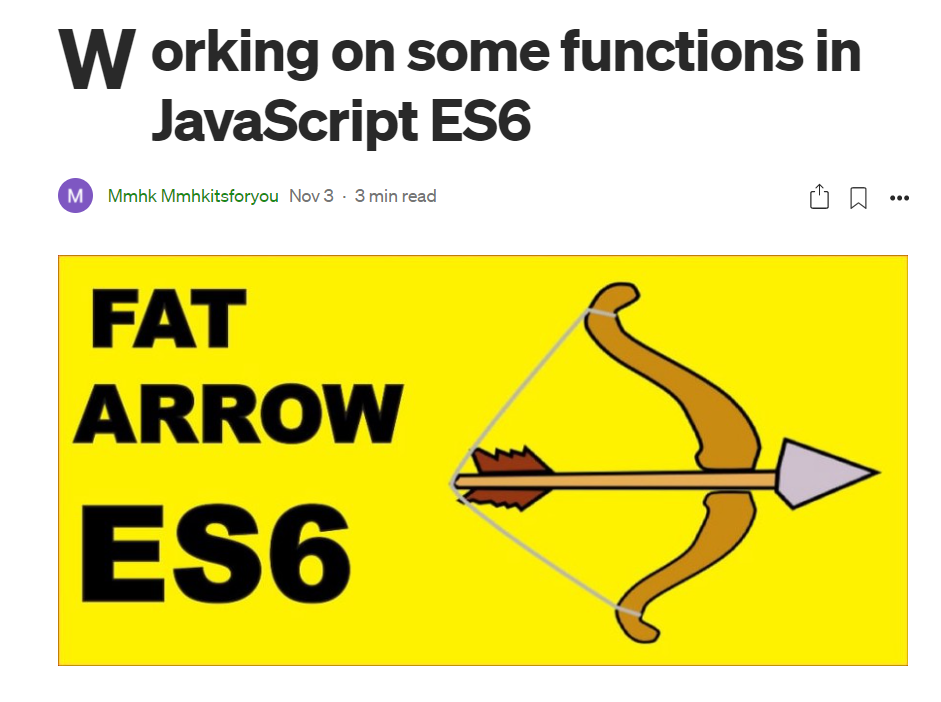 Working on some functions in
JavaScript ES6
M
Mmhk Mmhkitsforyou Nov 3 · 3 min read
FAT
ARROW
ES6